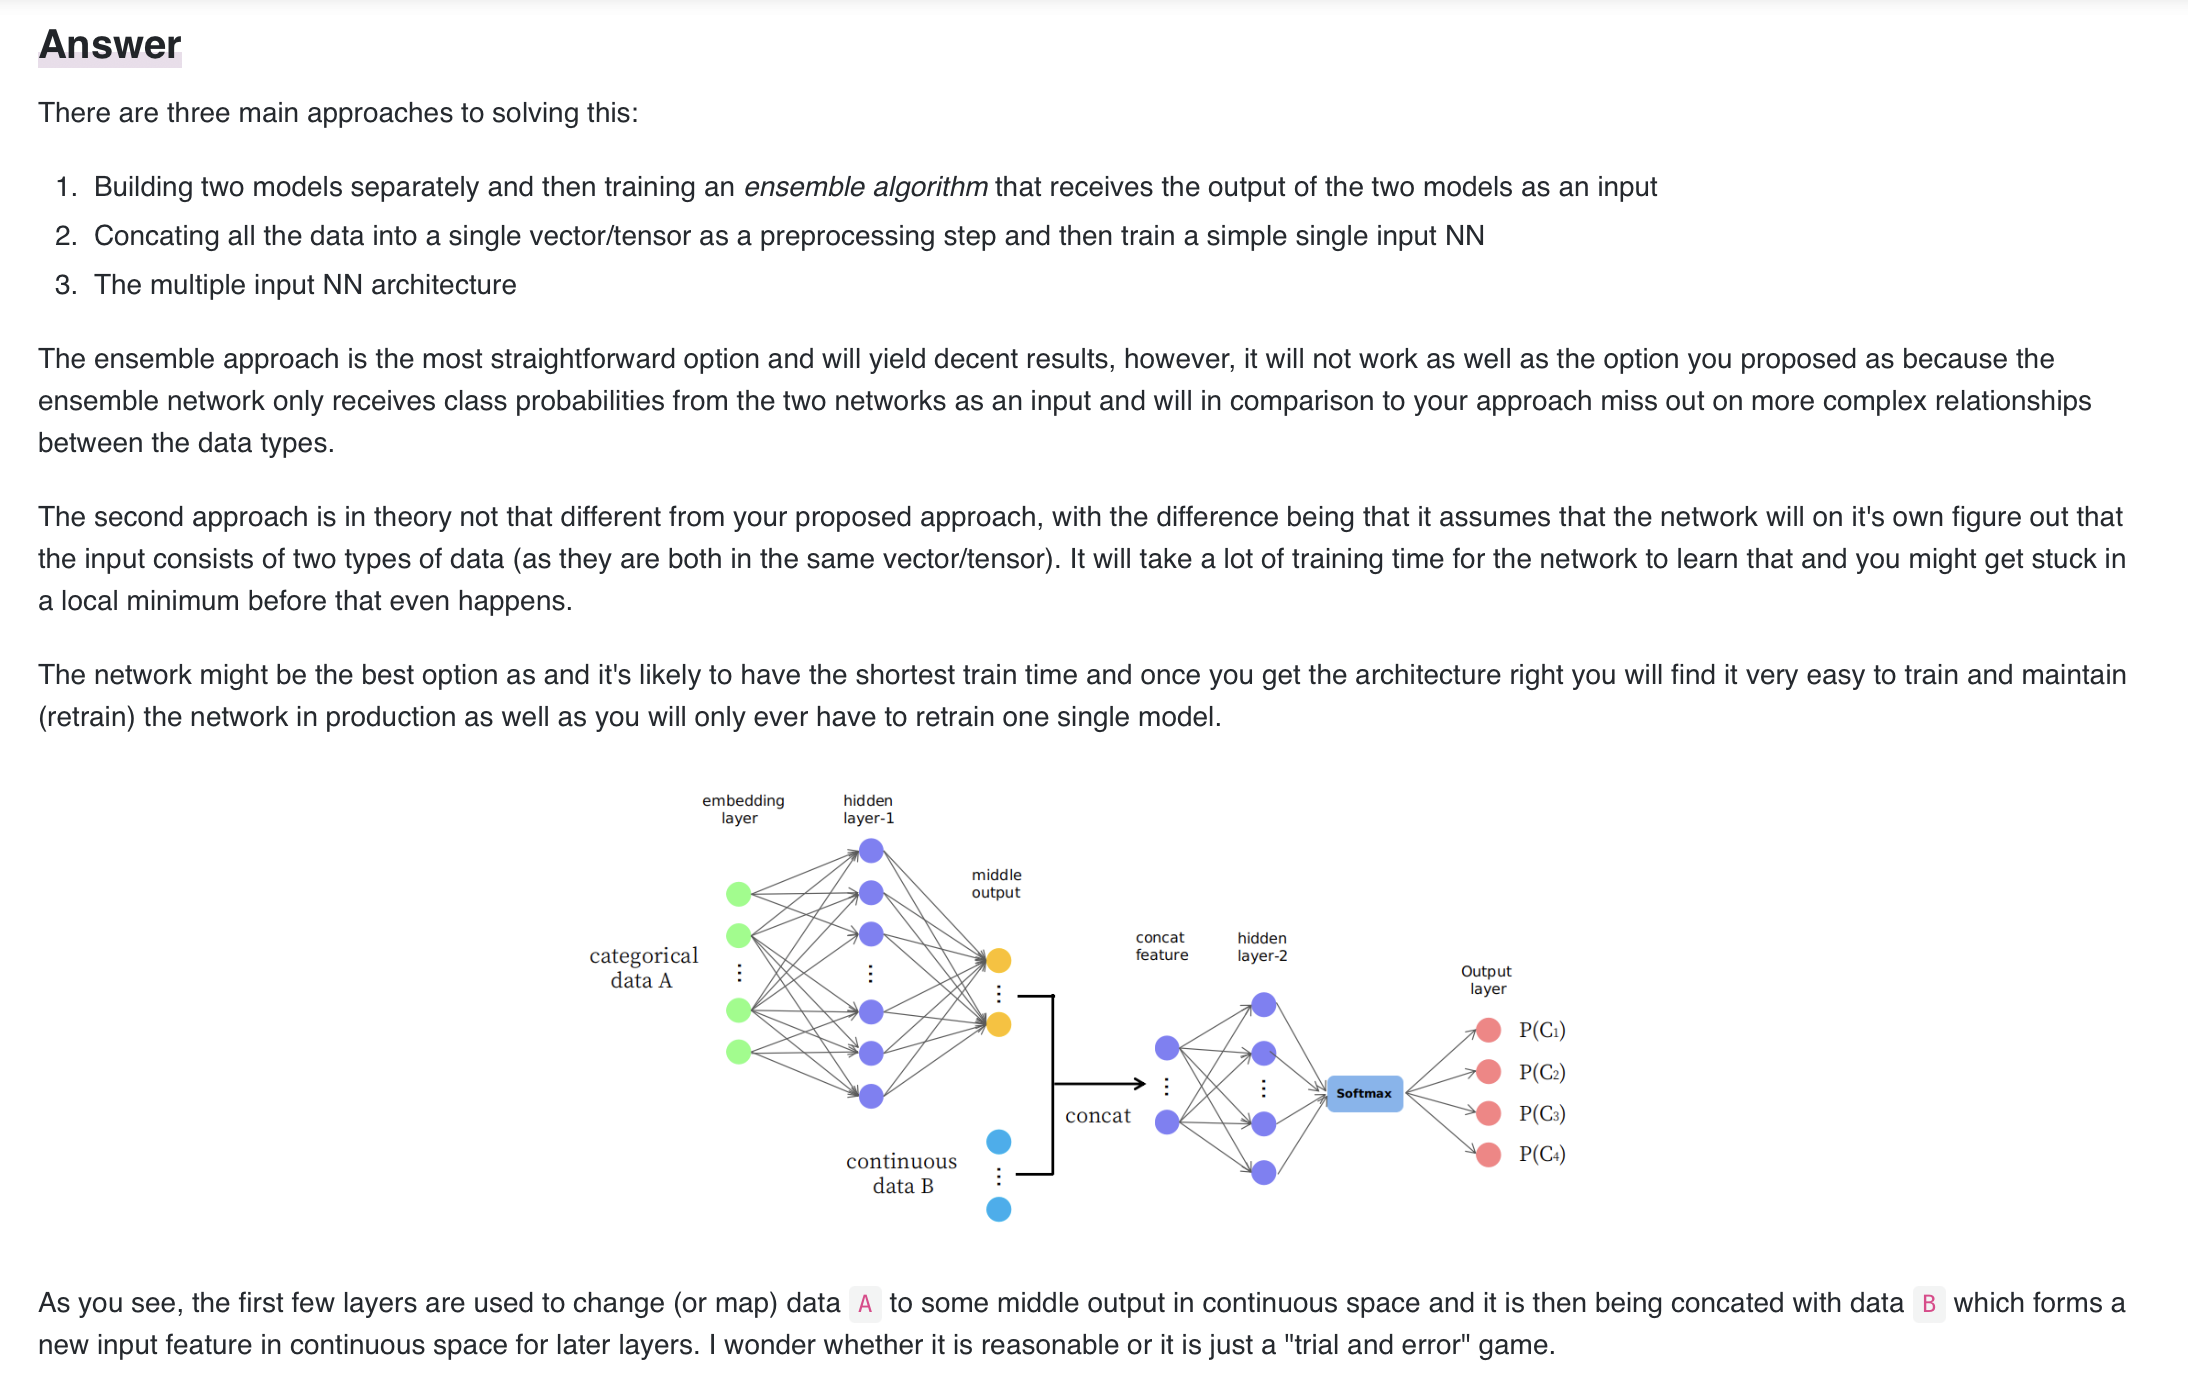 Answer
There are three main approaches to solving this:
1. Building two models separately and then training an ensemble algorithm that receives the output of the two models as an input
2. Concating all the data into a single vector/tensor as a preprocessing step and then train a simple single input NN
3. The multiple input NN architecture
The ensemble approach is the most straightforward option and will yield decent results, however, it will not work as well as the option you proposed as because the
ensemble network only receives class probabilities from the two networks as an input and will in comparison to your approach miss out on more complex relationships
between the data types.
The second approach is in theory not that different from your proposed approach, with the difference being that it assumes that the network will on it's own figure out that
the input consists of two types of data (as they are both in the same vector/tensor). It will take a lot of training time for the network to learn that and you might get stuck in
a local minimum before that even happens.
The network might be the best option as and it's likely to have the shortest train time and once you get the architecture right you will find it very easy to train and maintain
(retrain) the network in production as well as you will only ever have to retrain one single model.
embedding
layer
hidden
layer-1
middle
output
categorical
data A
continuous
data B
concat
concat
feature
hidden
layer-2
Softmax
Output
layer
P(C₁)
P(C₂)
P(C₃)
P(C₄)
As you see, the first few layers are used to change (or map) data A to some middle output in continuous space and it is then being concated with data B which forms a
new input feature in continuous space for later layers. I wonder whether it is reasonable or it is just a "trial and error" game.